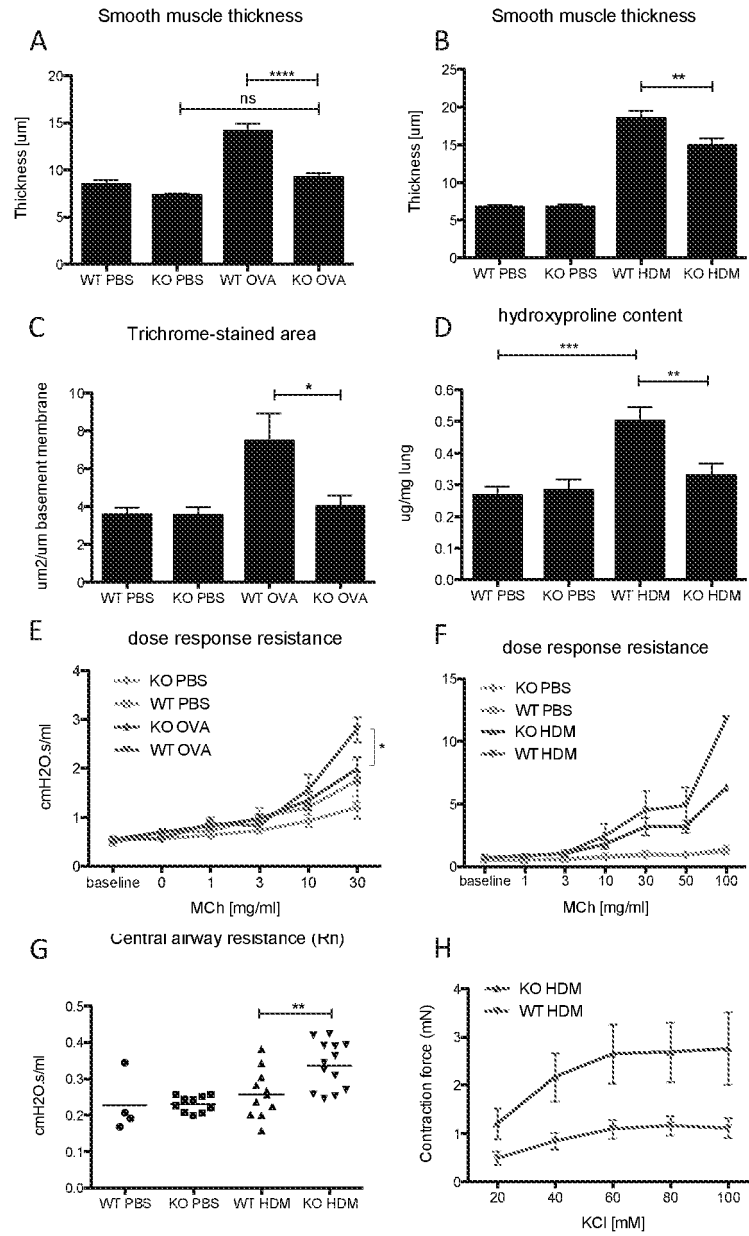 Smooth muscle thickness
A
Thickness [um]
20
15
10
5
0
****
ns
WT PBS KO PBS WT OVA KO OVA
Smooth muscle thickness
B
Thickness [um]
25
20
15
10
5
0
**
WT PBS KO PBS WT HDM KO HDM
C
Trichrome-stained area
um2/um basement membrane
10
8
6
4
2
0
*
WT PBS KO PBS WT OVA KO OVA
D
hydroxyproline content
ug/mg lung
0.6
0.5
0.4
0.3
0.2
0.1
0.0
***
**
WT PBS KO PBS WT HDM KO HDM
E
dose response resistance
cmH2O.s/ml
4
3
2
1
0
KO PBS
WT PBS
KO OVA
WT OVA
*
baseline 0 1 3 10 30
MCh [mg/ml]
F
dose response resistance
15
10
5
0
KO PBS
WT PBS
KO HDM
WT HDM
baseline 1 3 10 30 50 100
MCh [mg/ml]
G
Central airway resistance (Rn)
cmH2O.s/ml
0.5
0.4
0.3
0.2
0.1
0.0
**
WT PBS KO PBS WT HDM KO HDM
H
KO HDM
WT HDM
Contraction force (mN)
4
3
2
1
0
20 40 60 80 100
KCl [mM]